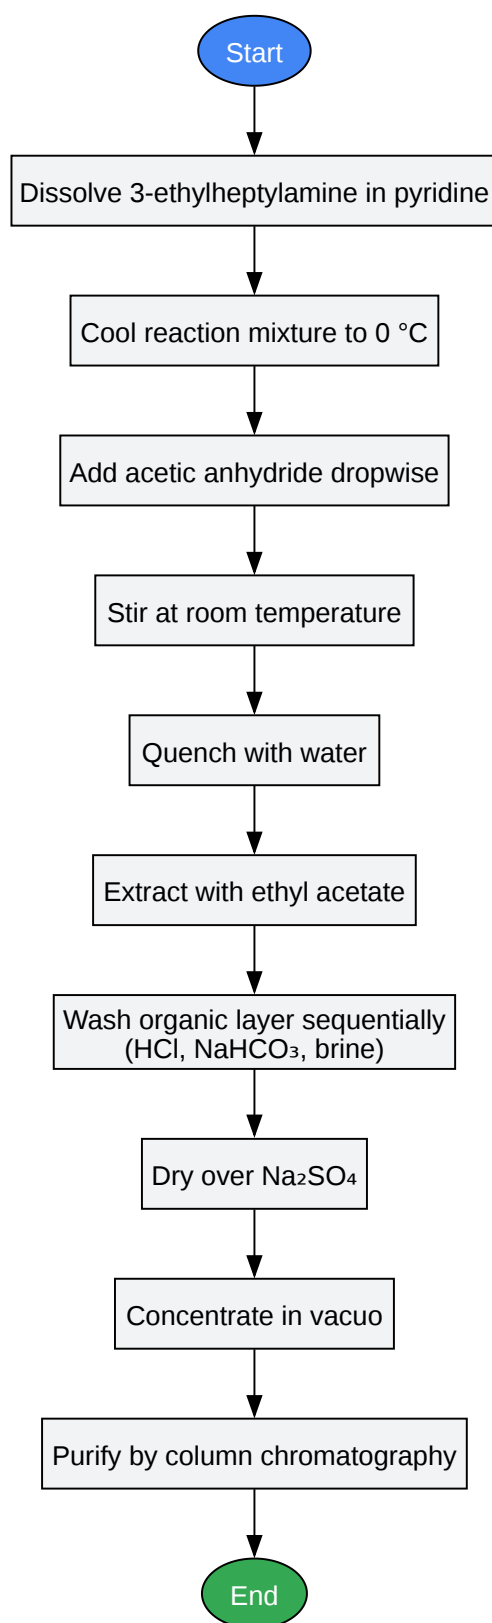 Start
Dissolve 3-ethylheptylamine in pyridine
Cool reaction mixture to 0 °C
Add acetic anhydride dropwise
Stir at room temperature
Quench with water
Extract with ethyl acetate
Wash organic layer sequentially
(HCl, NaHCO₃, brine)
Dry over Na₂SO₄
Concentrate in vacuo
Purify by column chromatography
End